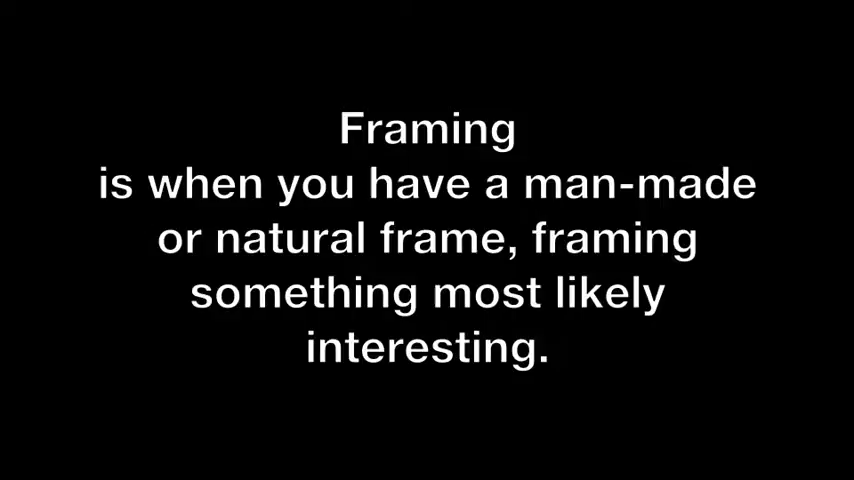 Framing
is when you have a man-made
or natural frame, framing
something most likely
interesting.